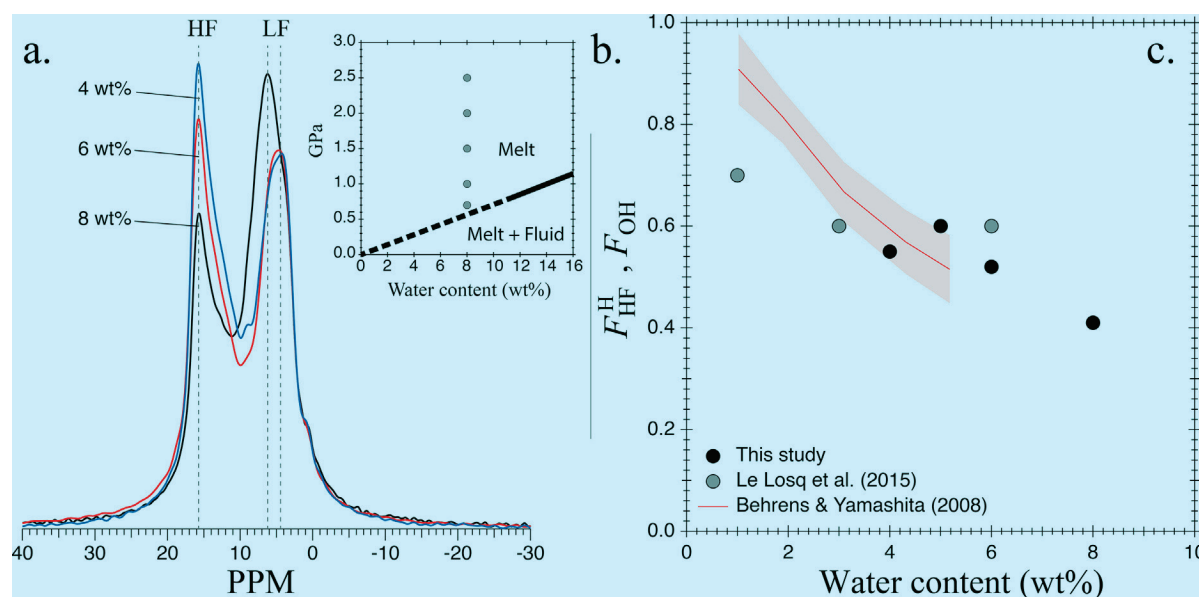 a.
HF LF
4 wt%
6 wt%
8 wt%
40 30 20 10 0 -10 -20 -30
PPM
b.
3.0
2.5
2.0
1.5
1.0
0.5
0.0
GPa
Melt
Melt + Fluid
0 2 4 6 8 10 12 14 16
Water content (wt%)
c.
1.0
0.8
0.6
0.4
0.2
0.0
F^H_HF , F_OH
This study
Le Losq et al. (2015)
Behrens & Yamashita (2008)
0 2 4 6 8 10
Water content (wt%)